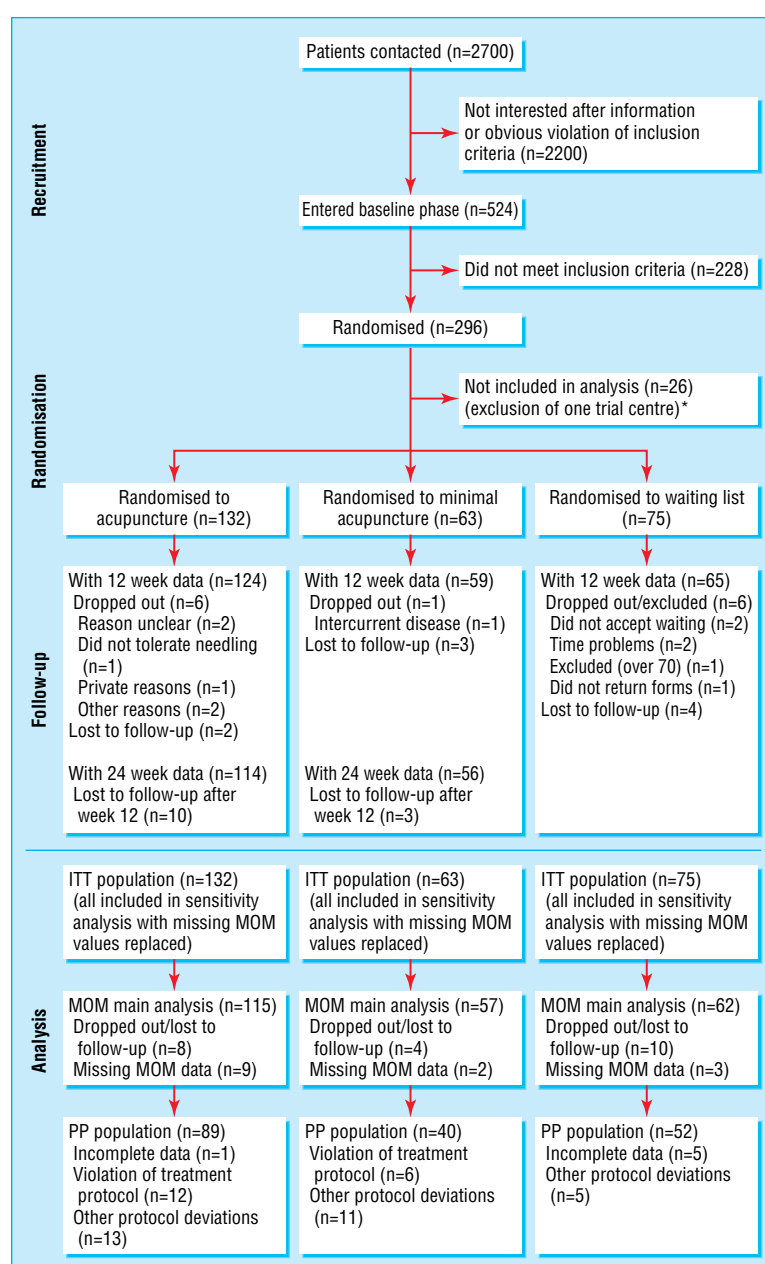 Recruitment
Patients contacted (n=2700)
Not interested after information
or obvious violation of inclusion
criteria (n=2200)
Entered baseline phase (n=524)
Did not meet inclusion criteria (n=228)
Randomised (n=296)
Randomisation
Not included in analysis (n=26)
(exclusion of one trial centre)*
Randomised to
acupuncture (n=132)
Randomised to minimal
acupuncture (n=63)
Randomised to waiting list
(n=75)
Follow-up
With 12 week data (n=124)
Dropped out (n=6)
Reason unclear (n=2)
Did not tolerate needling
(n=1)
Private reasons (n=1)
Other reasons (n=2)
Lost to follow-up (n=2)
With 24 week data (n=114)
Lost to follow-up after
week 12 (n=10)
With 12 week data (n=59)
Dropped out (n=1)
Intercurrent disease (n=1)
Lost to follow-up (n=3)
With 24 week data (n=56)
Lost to follow-up after
week 12 (n=3)
With 12 week data (n=65)
Dropped out/excluded (n=6)
Did not accept waiting (n=2)
Time problems (n=2)
Excluded (over 70) (n=1)
Did not return forms (n=1)
Lost to follow-up (n=4)
Analysis
ITT population (n=132)
(all included in sensitivity
analysis with missing MOM
values replaced)
ITT population (n=63)
(all included in sensitivity
analysis with missing MOM
values replaced)
ITT population (n=75)
(all included in sensitivity
analysis with missing MOM
values replaced)
MOM main analysis (n=115)
Dropped out/lost to
follow-up (n=8)
Missing MOM data (n=9)
MOM main analysis (n=57)
Dropped out/lost to
follow-up (n=4)
Missing MOM data (n=2)
MOM main analysis (n=62)
Dropped out/lost to
follow-up (n=10)
Missing MOM data (n=3)
PP population (n=89)
Incomplete data (n=1)
Violation of treatment
protocol (n=12)
Other protocol deviations
(n=13)
PP population (n=40)
Violation of treatment
protocol (n=6)
Other protocol deviations
(n=11)
PP population (n=52)
Incomplete data (n=5)
Other protocol deviations
(n=5)